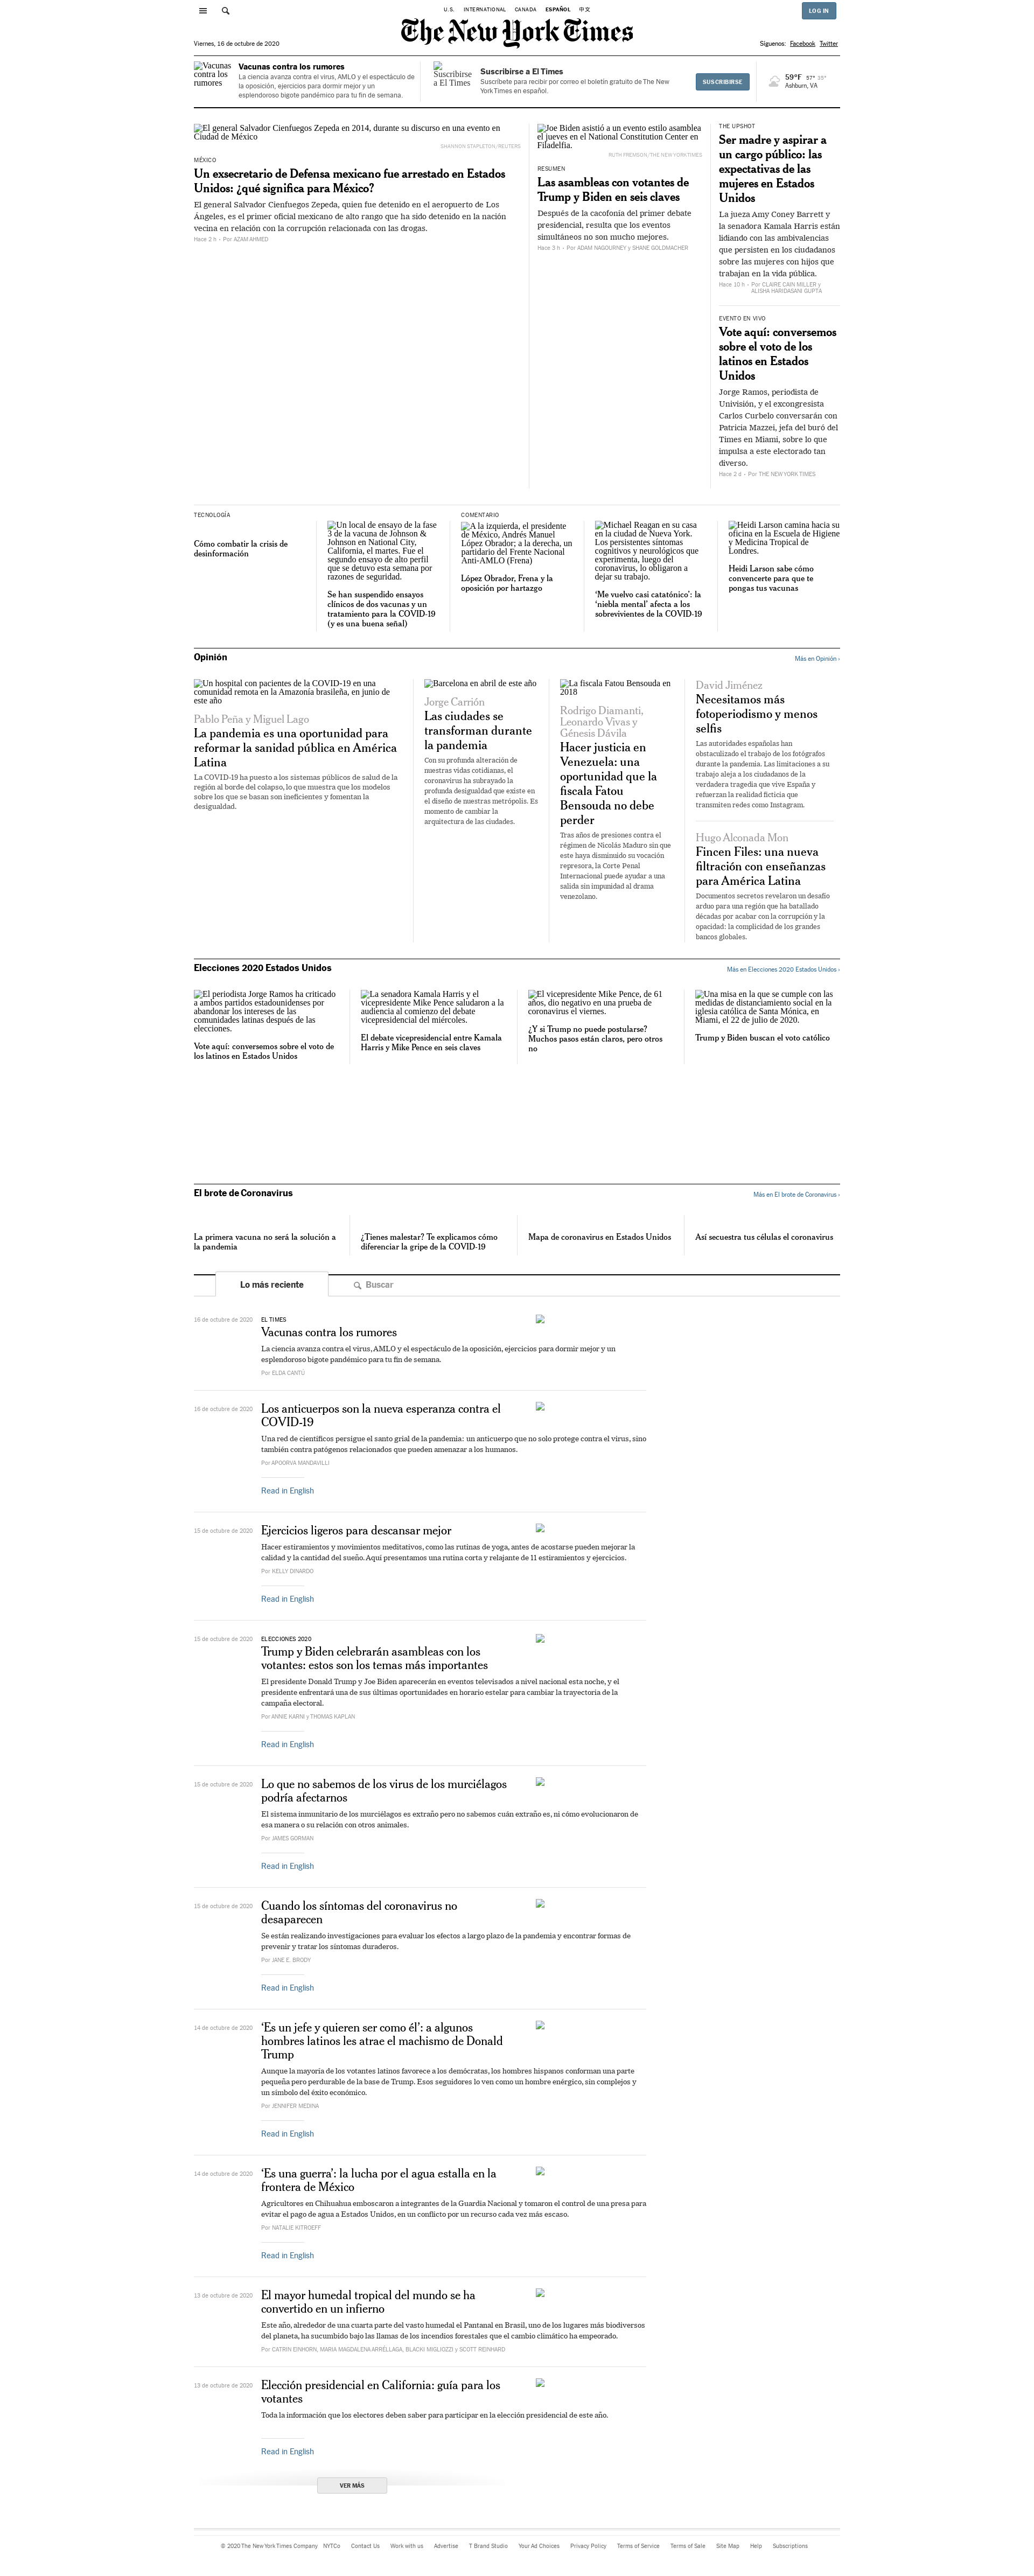 U.S. INTERNATIONAL CANADA ESPAÑOL 中文
LOG IN
The New York Times
Viernes, 16 de octubre de 2020
Síguenos: Facebook Twitter
Vacunas contra los rumores
Vacunas contra los rumores
La ciencia avanza contra el virus, AMLO y el espectáculo de
la oposición, ejercicios para dormir mejor y un
esplendoroso bigote pandémico para tu fin de semana.
Suscribirse a El Times
Suscribirse a El Times
Suscríbete para recibir por correo el boletín gratuito de The New
York Times en español.
SUSCRIBIRSE
59°F 57° 35°
Ashburn, VA
El general Salvador Cienfuegos Zepeda en 2014, durante su discurso en una evento en
Ciudad de México
SHANNON STAPLETON/REUTERS
MÉXICO
Un exsecretario de Defensa mexicano fue arrestado en Estados
Unidos: ¿qué significa para México?
El general Salvador Cienfuegos Zepeda, quien fue detenido en el aeropuerto de Los
Ángeles, es el primer oficial mexicano de alto rango que ha sido detenido en la nación
vecina en relación con la corrupción relacionada con las drogas.
Hace 2 h - Por AZAM AHMED
Joe Biden asistió a un evento estilo asamblea
el jueves en el National Constitution Center en
Filadelfia.
RUTH FREMSON/THE NEW YORK TIMES
RESUMEN
Las asambleas con votantes de
Trump y Biden en seis claves
Después de la cacofonía del primer debate
presidencial, resulta que los eventos
simultáneos no son mucho mejores.
Hace 3 h - Por ADAM NAGOURNEY y SHANE GOLDMACHER
THE UPSHOT
Ser madre y aspirar a
un cargo público: las
expectativas de las
mujeres en Estados
Unidos
La jueza Amy Coney Barrett y
la senadora Kamala Harris están
lidiando con las ambivalencias
que persisten en los ciudadanos
sobre las mujeres con hijos que
trabajan en la vida pública.
Hace 10 h - Por CLAIRE CAIN MILLER y
ALISHA HARIDASANI GUPTA
EVENTO EN VIVO
Vote aquí: conversemos
sobre el voto de los
latinos en Estados
Unidos
Jorge Ramos, periodista de
Univisión, y el excongresista
Carlos Curbelo conversarán con
Patricia Mazzei, jefa del buró del
Times en Miami, sobre lo que
impulsa a este electorado tan
diverso.
Hace 2 d - Por THE NEW YORK TIMES
TECNOLOGÍA
Cómo combatir la crisis de
desinformación
Un local de ensayo de la fase
3 de la vacuna de Johnson &
Johnson en National City,
California, el martes. Fue el
segundo ensayo de alto perfil
que se detuvo esta semana por
razones de seguridad.
Se han suspendido ensayos
clínicos de dos vacunas y un
tratamiento para la COVID-19
(y es una buena señal)
COMENTARIO
A la izquierda, el presidente
de México, Andrés Manuel
López Obrador; a la derecha, un
partidario del Frente Nacional
Anti-AMLO (Frena)
López Obrador, Frena y la
oposición por hartazgo
Michael Reagan en su casa
en la ciudad de Nueva York.
Los persistentes síntomas
cognitivos y neurológicos que
experimenta, luego del
coronavirus, lo obligaron a
dejar su trabajo.
‘Me vuelvo casi catatónico’: la
‘niebla mental’ afecta a los
sobrevivientes de la COVID-19
Heidi Larson camina hacia su
oficina en la Escuela de Higiene
y Medicina Tropical de
Londres.
Heidi Larson sabe cómo
convencerte para que te
pongas tus vacunas
Opinión
Más en Opinión ›
Un hospital con pacientes de la COVID-19 en una
comunidad remota en la Amazonía brasileña, en junio de
este año
Pablo Peña y Miguel Lago
La pandemia es una oportunidad para
reformar la sanidad pública en América
Latina
La COVID-19 ha puesto a los sistemas públicos de salud de la
región al borde del colapso, lo que muestra que los modelos
sobre los que se basan son ineficientes y fomentan la
desigualdad.
Barcelona en abril de este año
Jorge Carrión
Las ciudades se
transforman durante
la pandemia
Con su profunda alteración de
nuestras vidas cotidianas, el
coronavirus ha subrayado la
profunda desigualdad que existe en
el diseño de nuestras metrópolis. Es
momento de cambiar la
arquitectura de las ciudades.
La fiscala Fatou Bensouda en
2018
Rodrigo Diamanti,
Leonardo Vivas y
Génesis Dávila
Hacer justicia en
Venezuela: una
oportunidad que la
fiscala Fatou
Bensouda no debe
perder
Tras años de presiones contra el
régimen de Nicolás Maduro sin que
este haya disminuido su vocación
represora, la Corte Penal
Internacional puede ayudar a una
salida sin impunidad al drama
venezolano.
David Jiménez
Necesitamos más
fotoperiodismo y menos
selfis
Las autoridades españolas han
obstaculizado el trabajo de los fotógrafos
durante la pandemia. Las limitaciones a su
trabajo aleja a los ciudadanos de la
verdadera tragedia que vive España y
refuerzan la realidad ficticia que
transmiten redes como Instagram.
Hugo Alconada Mon
Fincen Files: una nueva
filtración con enseñanzas
para América Latina
Documentos secretos revelaron un desafío
arduo para una región que ha batallado
décadas por acabar con la corrupción y la
opacidad: la complicidad de los grandes
bancos globales.
Elecciones 2020 Estados Unidos
Más en Elecciones 2020 Estados Unidos ›
El periodista Jorge Ramos ha criticado
a ambos partidos estadounidenses por
abandonar los intereses de las
comunidades latinas después de las
elecciones.
Vote aquí: conversemos sobre el voto de
los latinos en Estados Unidos
La senadora Kamala Harris y el
vicepresidente Mike Pence saludaron a la
audiencia al comienzo del debate
vicepresidencial del miércoles.
El debate vicepresidencial entre Kamala
Harris y Mike Pence en seis claves
El vicepresidente Mike Pence, de 61
años, dio negativo en una prueba de
coronavirus el viernes.
¿Y si Trump no puede postularse?
Muchos pasos están claros, pero otros
no
Una misa en la que se cumple con las
medidas de distanciamiento social en la
iglesia católica de Santa Mónica, en
Miami, el 22 de julio de 2020.
Trump y Biden buscan el voto católico
El brote de Coronavirus
Más en El brote de Coronavirus ›
La primera vacuna no será la solución a
la pandemia
¿Tienes malestar? Te explicamos cómo
diferenciar la gripe de la COVID-19
Mapa de coronavirus en Estados Unidos
Así secuestra tus células el coronavirus
Lo más reciente
Buscar
16 de octubre de 2020
EL TIMES
Vacunas contra los rumores
La ciencia avanza contra el virus, AMLO y el espectáculo de la oposición, ejercicios para dormir mejor y un
esplendoroso bigote pandémico para tu fin de semana.
Por ELDA CANTÚ
16 de octubre de 2020
Los anticuerpos son la nueva esperanza contra el
COVID-19
Una red de científicos persigue el santo grial de la pandemia: un anticuerpo que no solo protege contra el virus, sino
también contra patógenos relacionados que pueden amenazar a los humanos.
Por APOORVA MANDAVILLI
Read in English
15 de octubre de 2020
Ejercicios ligeros para descansar mejor
Hacer estiramientos y movimientos meditativos, como las rutinas de yoga, antes de acostarse pueden mejorar la
calidad y la cantidad del sueño. Aquí presentamos una rutina corta y relajante de 11 estiramientos y ejercicios.
Por KELLY DINARDO
Read in English
15 de octubre de 2020
ELECCIONES 2020
Trump y Biden celebrarán asambleas con los
votantes: estos son los temas más importantes
El presidente Donald Trump y Joe Biden aparecerán en eventos televisados a nivel nacional esta noche, y el
presidente enfrentará una de sus últimas oportunidades en horario estelar para cambiar la trayectoria de la
campaña electoral.
Por ANNIE KARNI y THOMAS KAPLAN
Read in English
15 de octubre de 2020
Lo que no sabemos de los virus de los murciélagos
podría afectarnos
El sistema inmunitario de los murciélagos es extraño pero no sabemos cuán extraño es, ni cómo evolucionaron de
esa manera o su relación con otros animales.
Por JAMES GORMAN
Read in English
15 de octubre de 2020
Cuando los síntomas del coronavirus no
desaparecen
Se están realizando investigaciones para evaluar los efectos a largo plazo de la pandemia y encontrar formas de
prevenir y tratar los síntomas duraderos.
Por JANE E. BRODY
Read in English
14 de octubre de 2020
‘Es un jefe y quieren ser como él’: a algunos
hombres latinos les atrae el machismo de Donald
Trump
Aunque la mayoría de los votantes latinos favorece a los demócratas, los hombres hispanos conforman una parte
pequeña pero perdurable de la base de Trump. Esos seguidores lo ven como un hombre enérgico, sin complejos y
un símbolo del éxito económico.
Por JENNIFER MEDINA
Read in English
14 de octubre de 2020
‘Es una guerra’: la lucha por el agua estalla en la
frontera de México
Agricultores en Chihuahua emboscaron a integrantes de la Guardia Nacional y tomaron el control de una presa para
evitar el pago de agua a Estados Unidos, en un conflicto por un recurso cada vez más escaso.
Por NATALIE KITROEFF
Read in English
13 de octubre de 2020
El mayor humedal tropical del mundo se ha
convertido en un infierno
Este año, alrededor de una cuarta parte del vasto humedal el Pantanal en Brasil, uno de los lugares más biodiversos
del planeta, ha sucumbido bajo las llamas de los incendios forestales que el cambio climático ha empeorado.
Por CATRIN EINHORN, MARIA MAGDALENA ARRÉLLAGA, BLACKI MIGLIOZZI y SCOTT REINHARD
13 de octubre de 2020
Elección presidencial en California: guía para los
votantes
Toda la información que los electores deben saber para participar en la elección presidencial de este año.
Read in English
VER MÁS
© 2020 The New York Times Company NYTCo Contact Us Work with us Advertise T Brand Studio Your Ad Choices Privacy Policy Terms of Service Terms of Sale Site Map Help Subscriptions